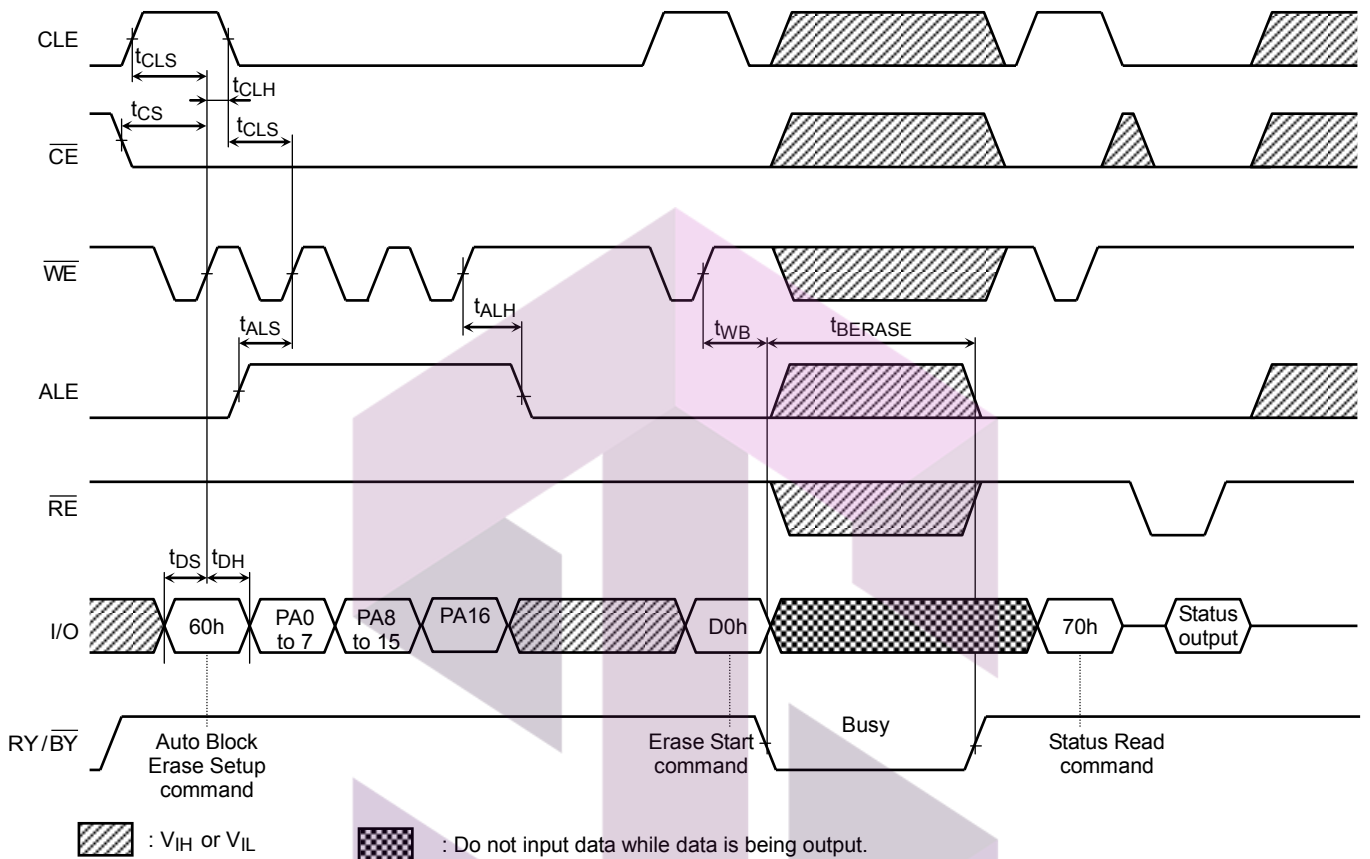 CLE
tCLS
tCLH
tCS
tCLS
CE
WE
tALS
tALH
tWB
tBERASE
ALE
RE
tDS
tDH
I/O
60h
PA0
to 7
PA8
to 15
PA16
D0h
70h
Status
output
RY/BY
Auto Block
Erase Setup
command
Erase Start
command
Busy
Status Read
command
: VIH or VIL
: Do not input data while data is being output.